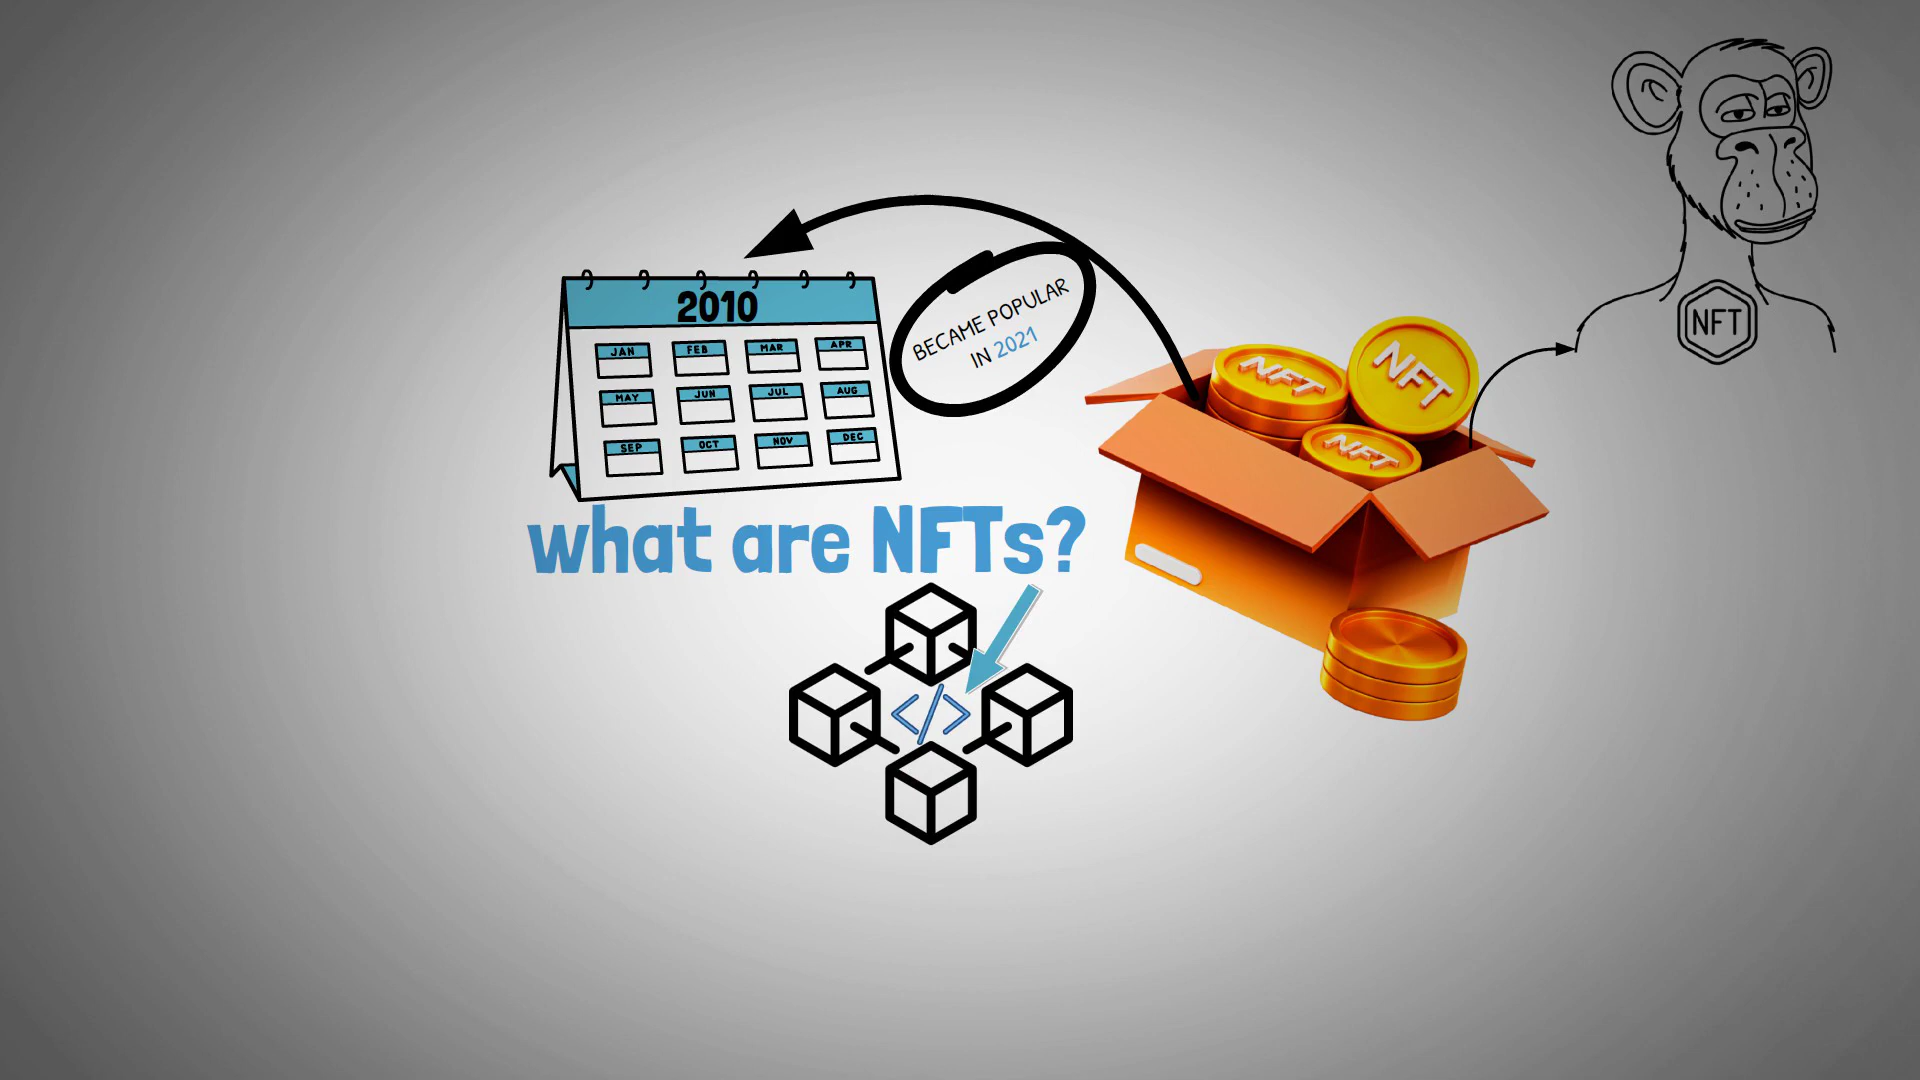 2010
JAN FEB MAR APR
MAY JUN JUL AUG
SEP OCT NOV DEC
BECAME POPULAR
IN 2021
NFT
NFT
NFT
NFT
what are NFTs?
</>